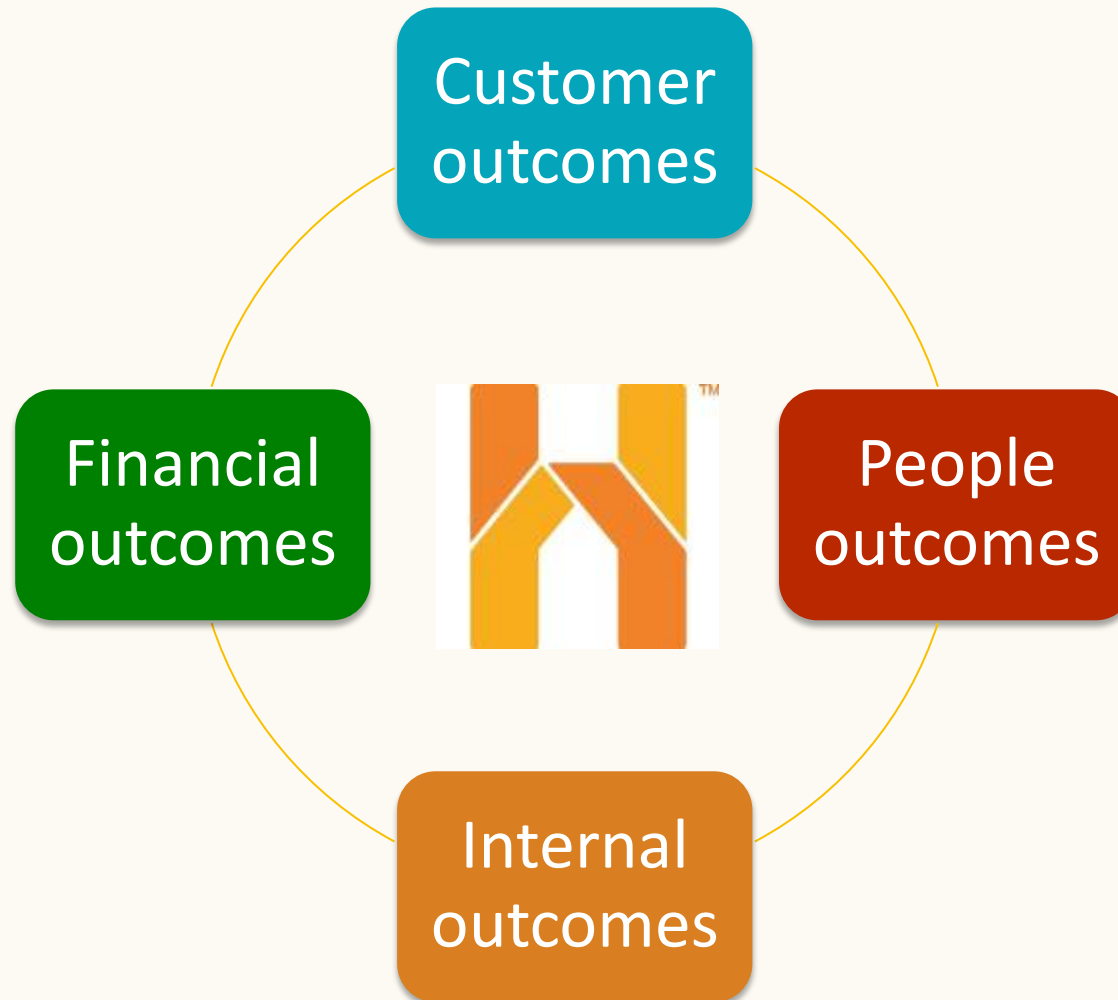 Customer
outcomes
TM
Financial
outcomes
People
outcomes
Internal
outcomes